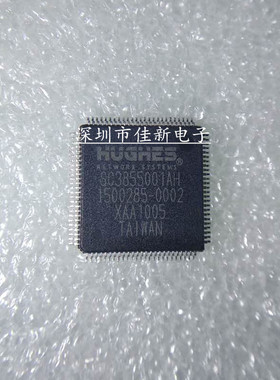 深圳市佳新电子
HUGHES
NETWORK SYSTEMS
SC3855001AH
1500285-0002
XAA1005
TAIWAN